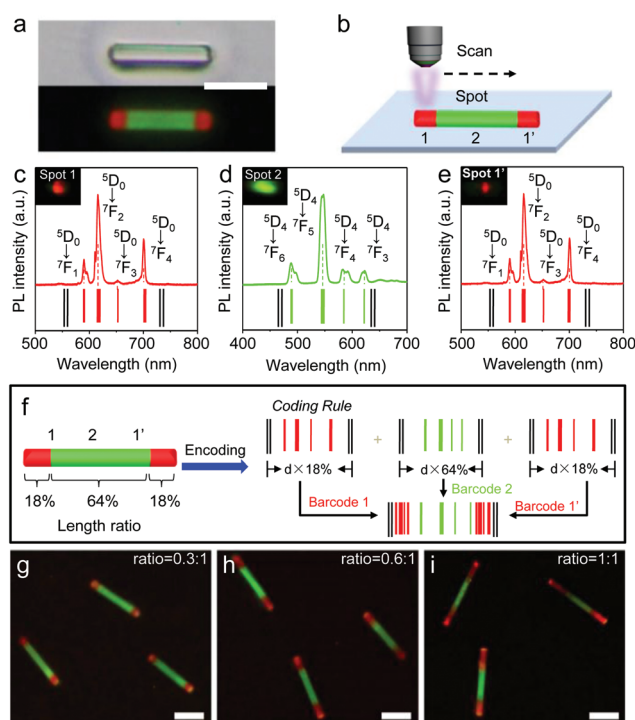 a
b
Scan
Spot
1 2 1'
c
Spot 1
⁵D₀
↓
⁷F₁
⁵D₀
↓
⁷F₂
⁵D₀
↓
⁷F₃
⁵D₀
↓
⁷F₄
PL intensity (a.u.)
500 600 700 800
Wavelength (nm)
d
Spot 2
⁵D₄
↓
⁷F₆
⁵D₄
↓
⁷F₅
⁵D₄
↓
⁷F₄
⁵D₄
↓
⁷F₃
PL intensity (a.u.)
400 500 600 700
Wavelength (nm)
e
Spot 1'
⁵D₀
↓
⁷F₁
⁵D₀
↓
⁷F₂
⁵D₀
↓
⁷F₃
⁵D₀
↓
⁷F₄
PL intensity (a.u.)
500 600 700 800
Wavelength (nm)
f
1 2 1'
18% 64% 18%
Length ratio
Encoding
Coding Rule
+ +
d×18% d×64% d×18%
Barcode 1 Barcode 2 Barcode 1'
g ratio=0.3:1
h ratio=0.6:1
i ratio=1:1